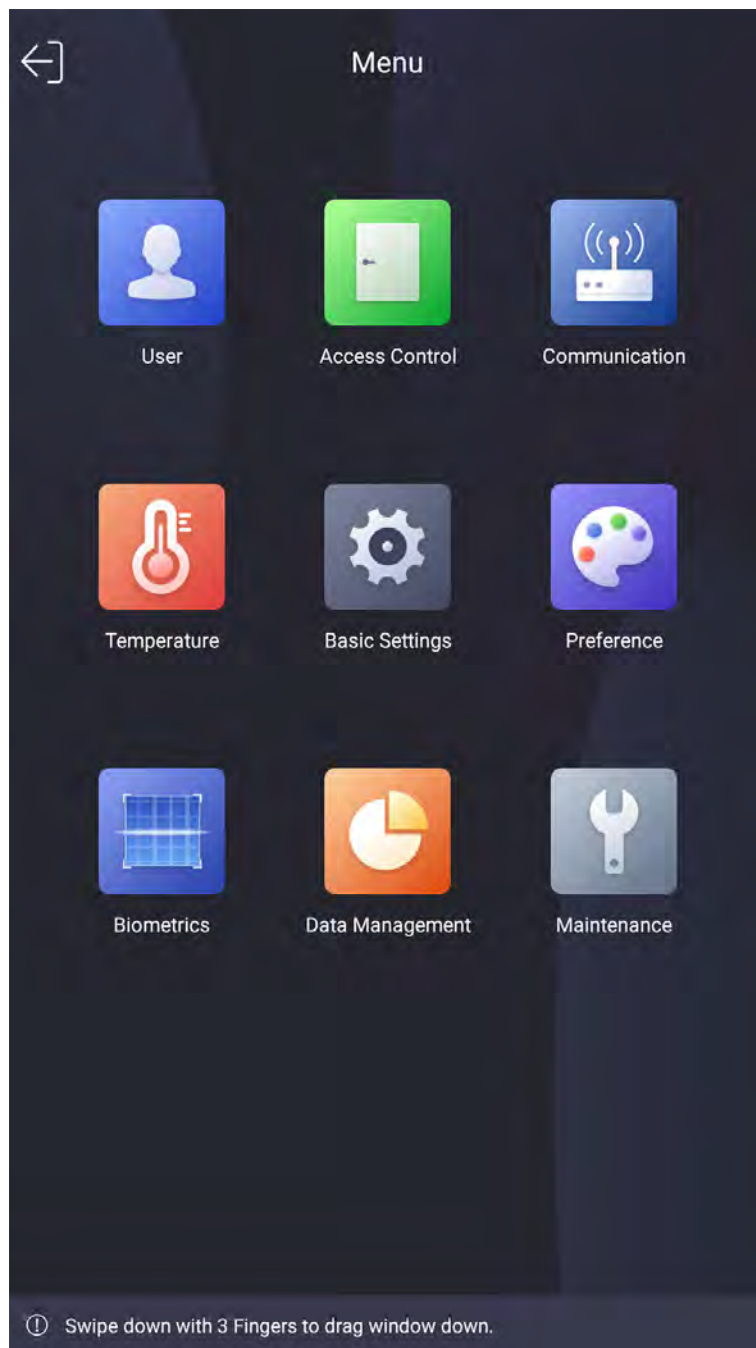 Menu
User
Access Control
Communication
Temperature
Basic Settings
Preference
Biometrics
Data Management
Maintenance
Swipe down with 3 Fingers to drag window down.